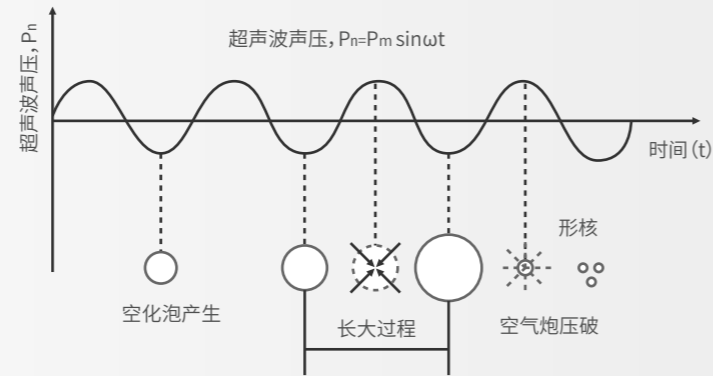 超声波声压，Pn=Pm sinωt
超声波声压，Pn
时间（t）
形核
空化泡产生
长大过程
空气炮压破